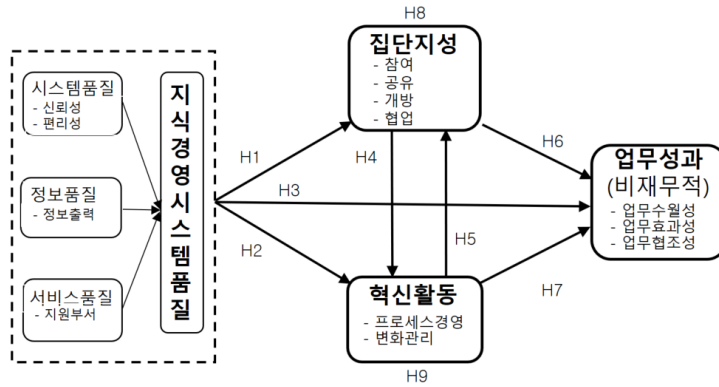 H8
집단지성
- 참여
- 공유
- 개방
- 협업
시스템품질
- 신뢰성
- 편리성
정보품질
- 정보출력
서비스품질
- 지원부서
지식경영시스템품질
H1
H2
H3
H4
H5
H6
H7
업무성과
(비재무적)
- 업무수월성
- 업무효과성
- 업무협조성
혁신활동
- 프로세스경영
- 변화관리
H9